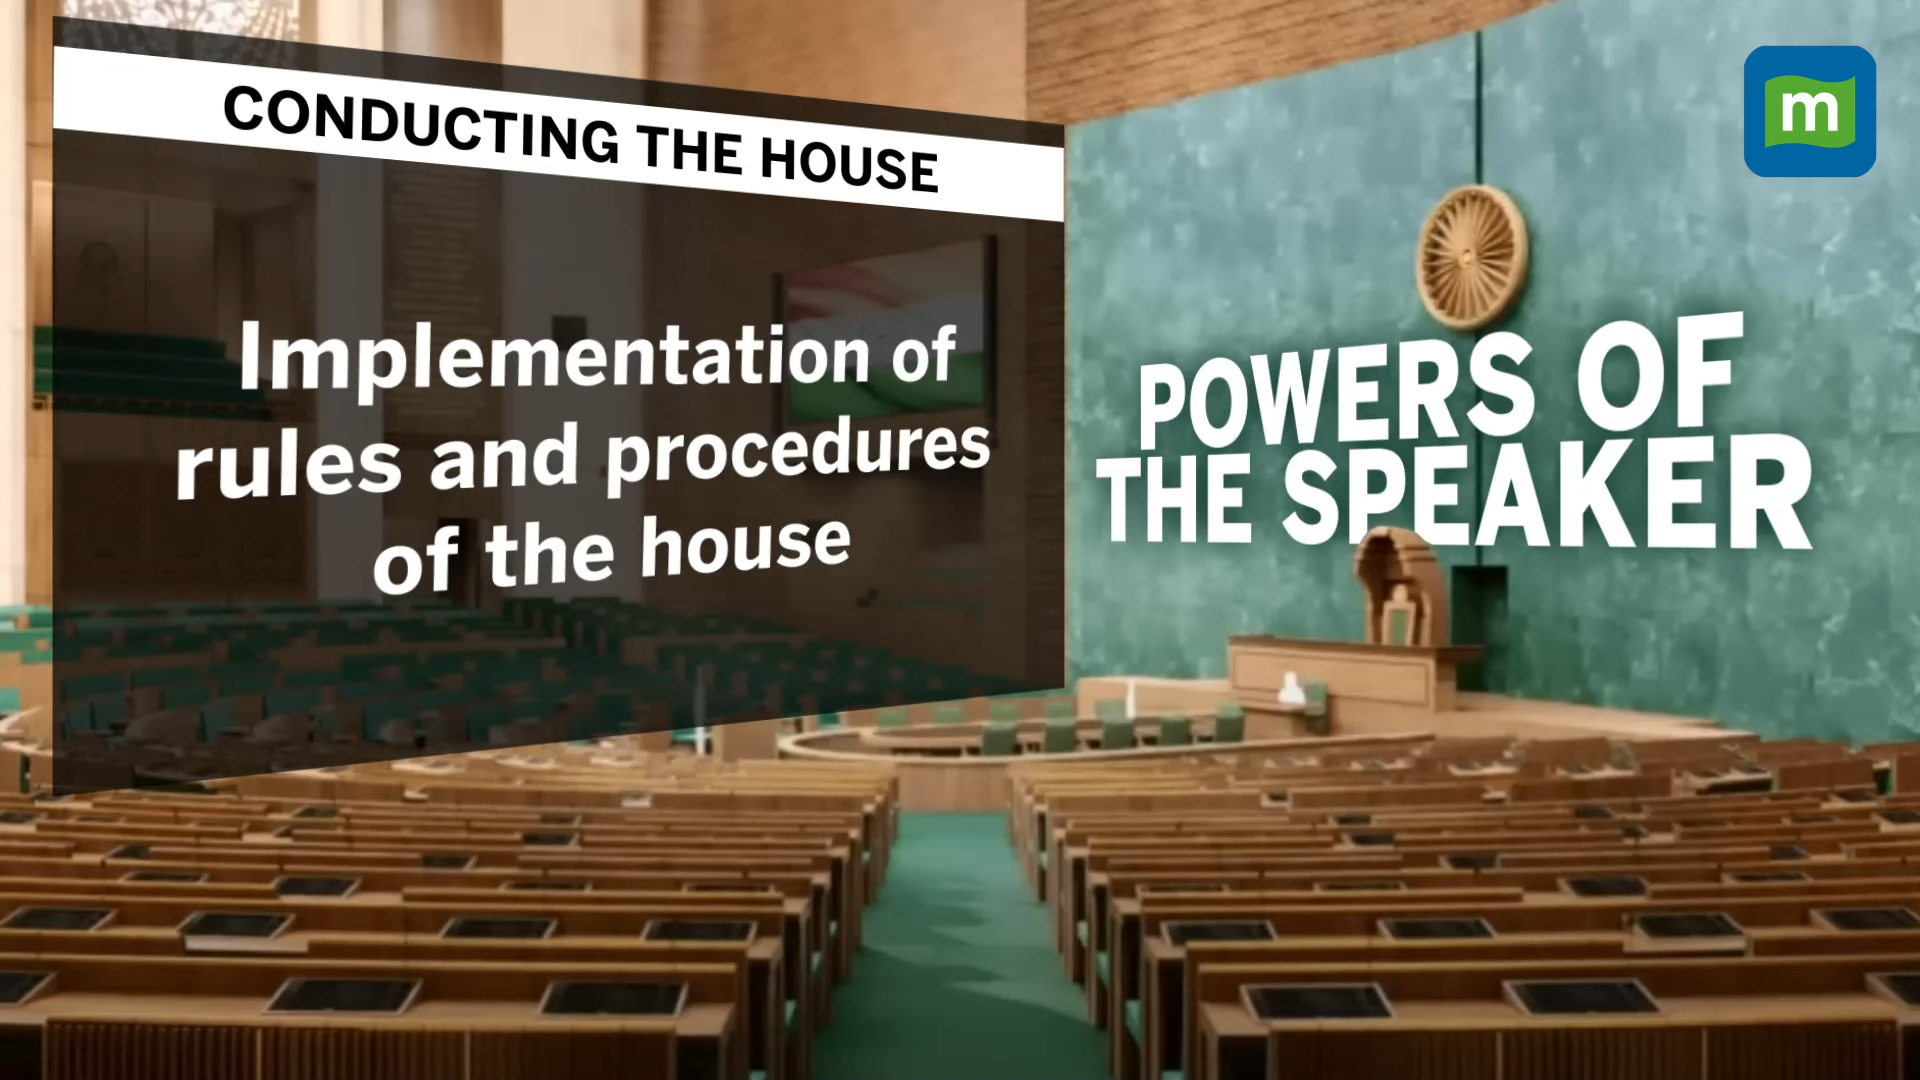 CONDUCTING THE HOUSE
Implementation of
rules and procedures
of the house
POWERS OF
THE SPEAKER
m